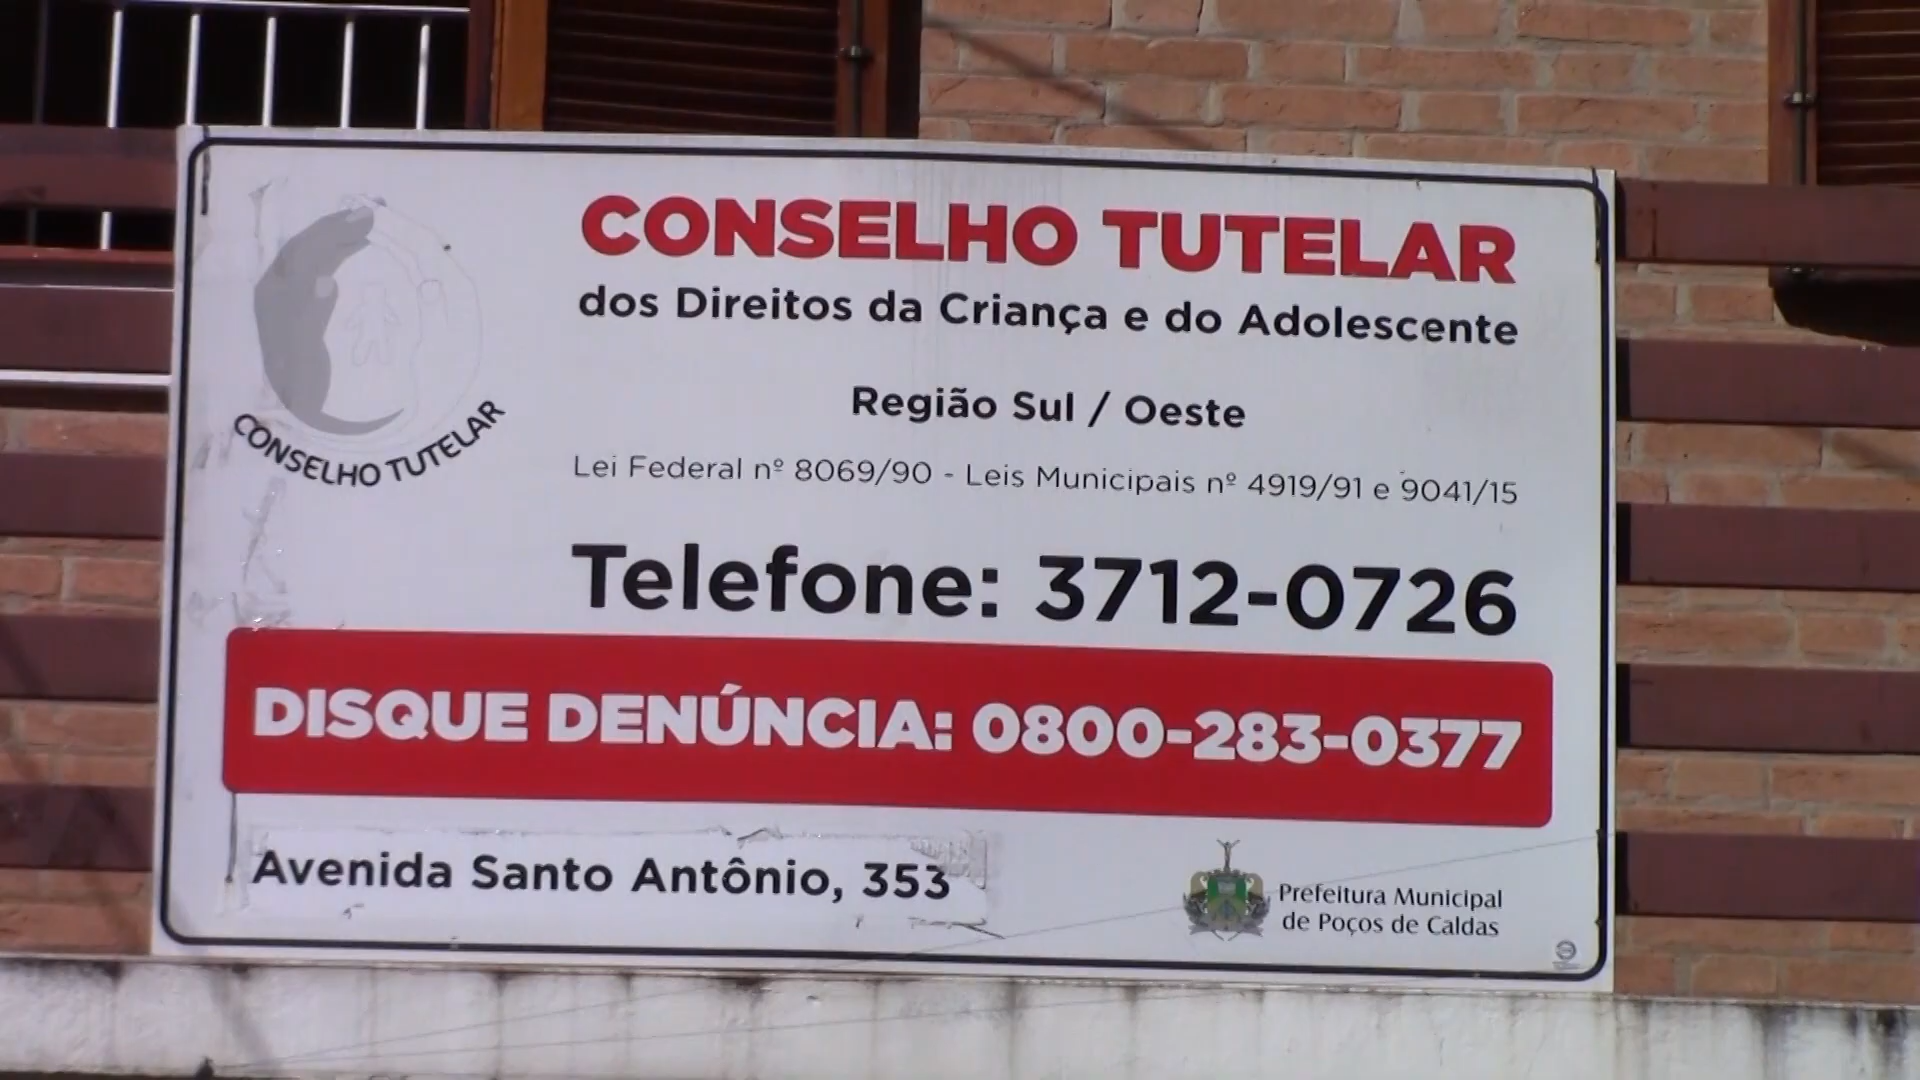 CONSELHO TUTELAR
dos Direitos da Criança e do Adolescente
Região Sul / Oeste
Lei Federal nº 8069/90 - Leis Municipais nº 4919/91 e 9041/15
CONSELHO TUTELAR
Telefone: 3712-0726
DISQUE DENÚNCIA: 0800-283-0377
Avenida Santo Antônio, 353
Prefeitura Municipal
de Poços de Caldas